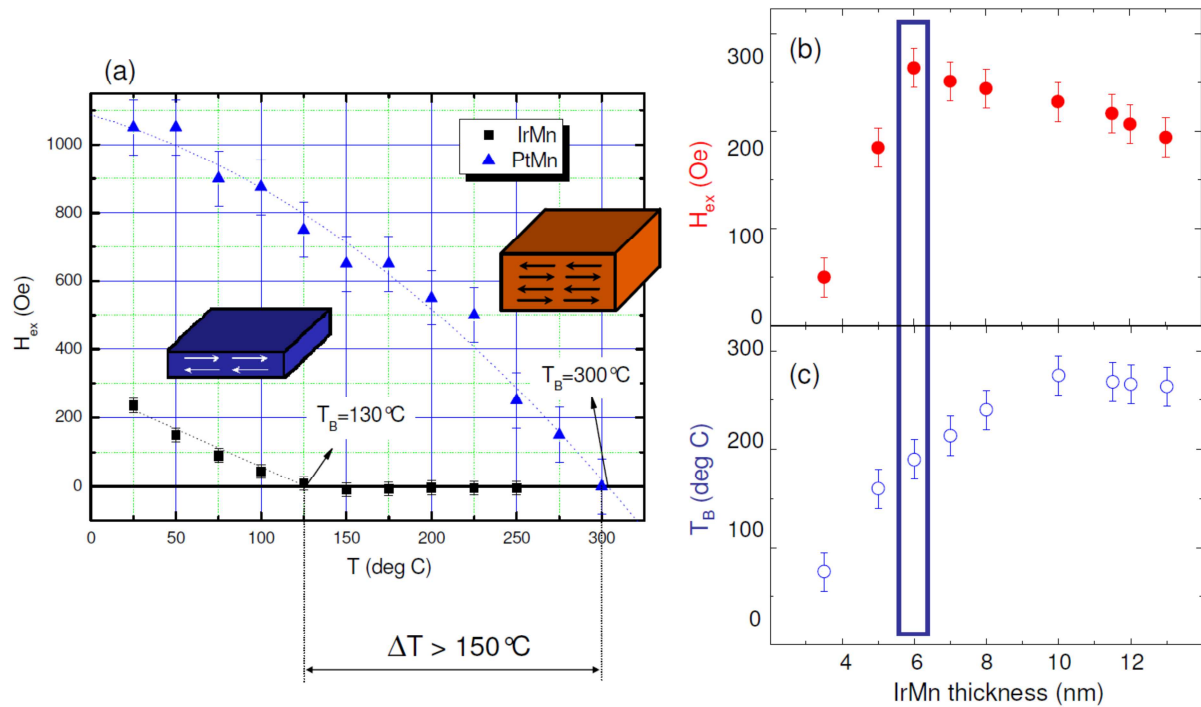 (a)
1000
800
600
400
200
0
H_ex (Oe)
IrMn
PtMn
T_B=130°C
T_B=300°C
0 50 100 150 200 250 300
T (deg C)
ΔT > 150°C
(b)
300
200
100
0
H_ex (Oe)
(c)
300
200
100
0
T_B (deg C)
4 6 8 10 12
IrMn thickness (nm)